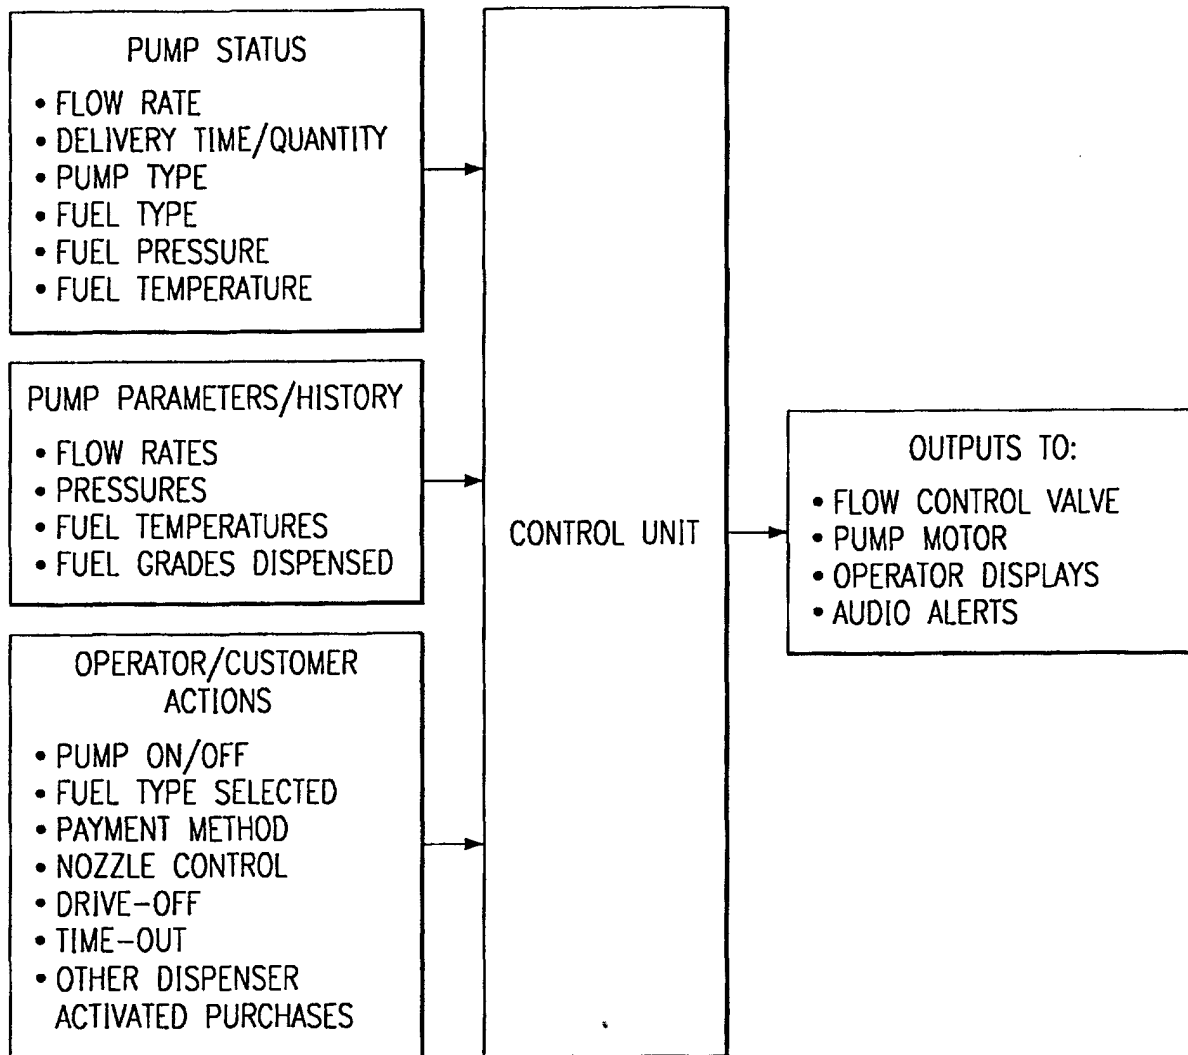 PUMP STATUS
• FLOW RATE
• DELIVERY TIME/QUANTITY
• PUMP TYPE
• FUEL TYPE
• FUEL PRESSURE
• FUEL TEMPERATURE
PUMP PARAMETERS/HISTORY
• FLOW RATES
• PRESSURES
• FUEL TEMPERATURES
• FUEL GRADES DISPENSED
OPERATOR/CUSTOMER
ACTIONS
• PUMP ON/OFF
• FUEL TYPE SELECTED
• PAYMENT METHOD
• NOZZLE CONTROL
• DRIVE-OFF
• TIME-OUT
• OTHER DISPENSER
ACTIVATED PURCHASES
CONTROL UNIT
OUTPUTS TO:
• FLOW CONTROL VALVE
• PUMP MOTOR
• OPERATOR DISPLAYS
• AUDIO ALERTS